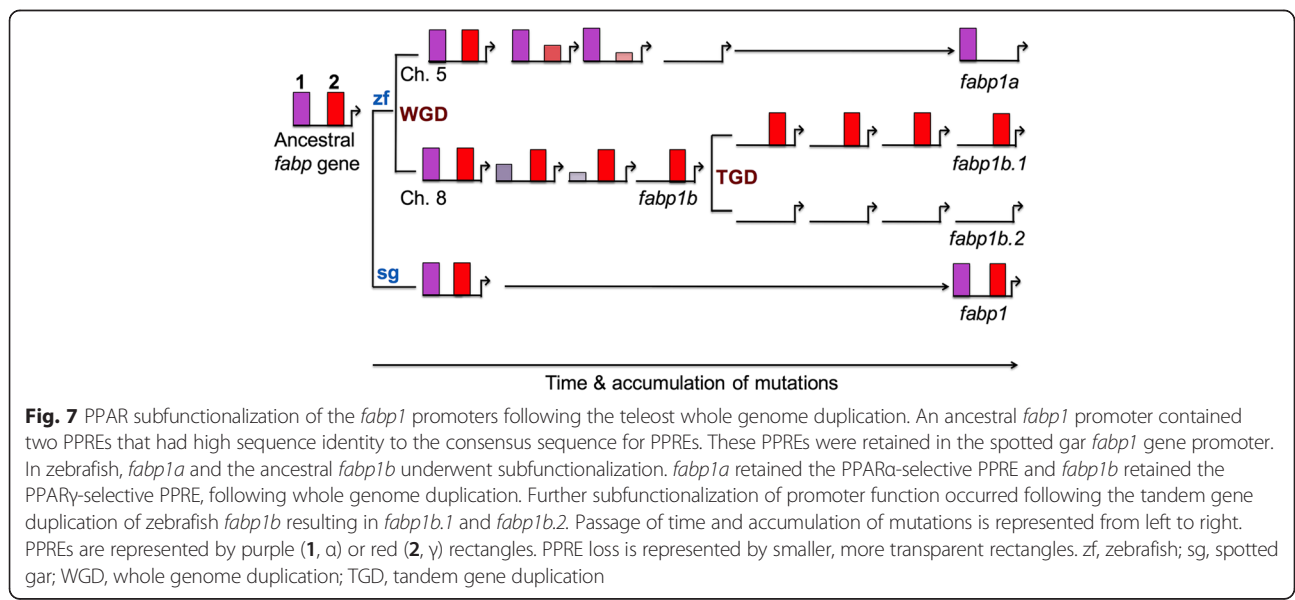 1 2
Ancestral
fabp gene
zf
WGD
Ch. 5
fabp1a
Ch. 8
fabp1b
TGD
fabp1b.1
fabp1b.2
sg
fabp1
Time & accumulation of mutations
Fig. 7 PPAR subfunctionalization of the fabp1 promoters following the teleost whole genome duplication. An ancestral fabp1 promoter contained
two PPREs that had high sequence identity to the consensus sequence for PPREs. These PPREs were retained in the spotted gar fabp1 gene promoter.
In zebrafish, fabp1a and the ancestral fabp1b underwent subfunctionalization. fabp1a retained the PPARα-selective PPRE and fabp1b retained the
PPARγ-selective PPRE, following whole genome duplication. Further subfunctionalization of promoter function occurred following the tandem gene
duplication of zebrafish fabp1b resulting in fabp1b.1 and fabp1b.2. Passage of time and accumulation of mutations is represented from left to right.
PPREs are represented by purple (1, α) or red (2, γ) rectangles. PPRE loss is represented by smaller, more transparent rectangles. zf, zebrafish; sg, spotted
gar; WGD, whole genome duplication; TGD, tandem gene duplication